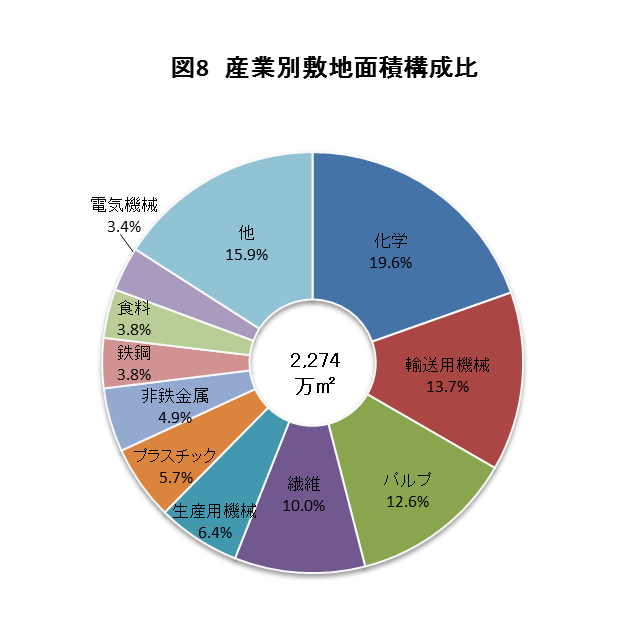 図8 産業別敷地面積構成比
化学
19.6%
輸送用機械
13.7%
パルプ
12.6%
繊維
10.0%
生産用機械
6.4%
プラスチック
5.7%
非鉄金属
4.9%
鉄鋼
3.8%
食料
3.8%
電気機械
3.4%
他
15.9%
2,274
万㎡